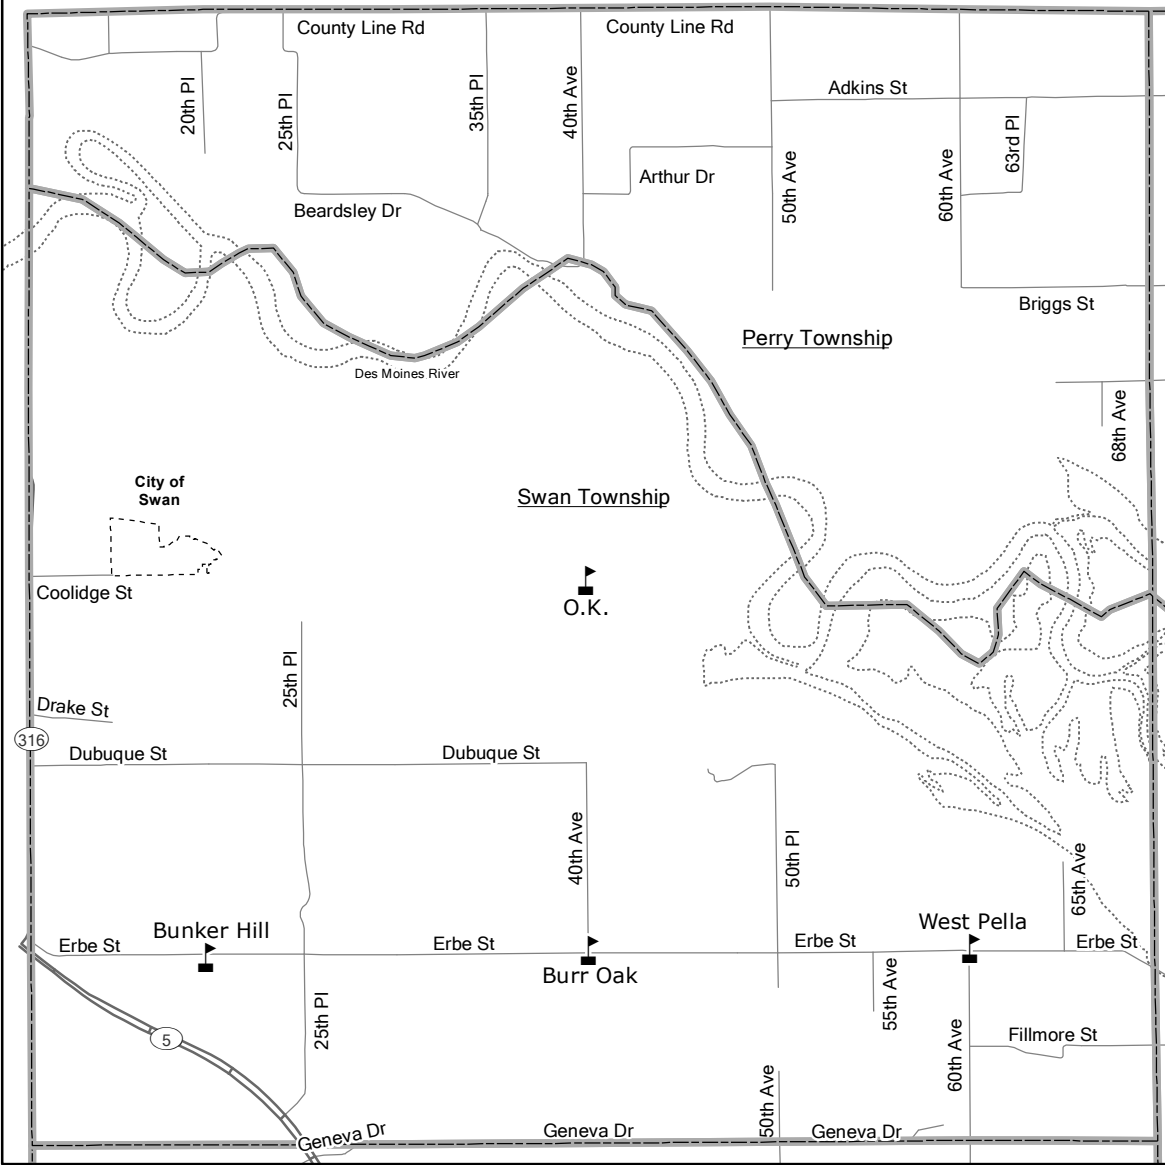 County Line Rd
County Line Rd
20th Pl
25th Pl
35th Pl
40th Ave
Adkins St
63rd Pl
50th Ave
60th Ave
Arthur Dr
Beardsley Dr
Briggs St
Perry Township
Des Moines River
68th Ave
City of
Swan
Swan Township
Coolidge St
O.K.
25th Pl
Drake St
316
Dubuque St
Dubuque St
40th Ave
50th Pl
65th Ave
Bunker Hill
West Pella
Erbe St
Erbe St
Erbe St
Erbe St
Burr Oak
55th Ave
25th Pl
5
60th Ave
Fillmore St
50th Ave
Geneva Dr
Geneva Dr
Geneva Dr